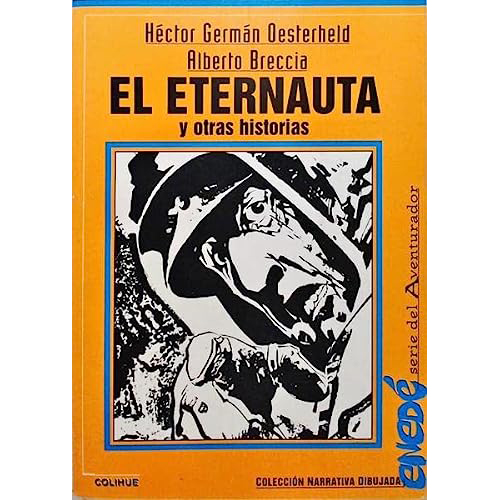 Héctor Germán Oesterheld
Alberto Breccia
EL ETERNAUTA
y otras historias
ENEDÉ serie del Aventurador
COLIHUE
COLECCIÓN NARRATIVA DIBUJADA